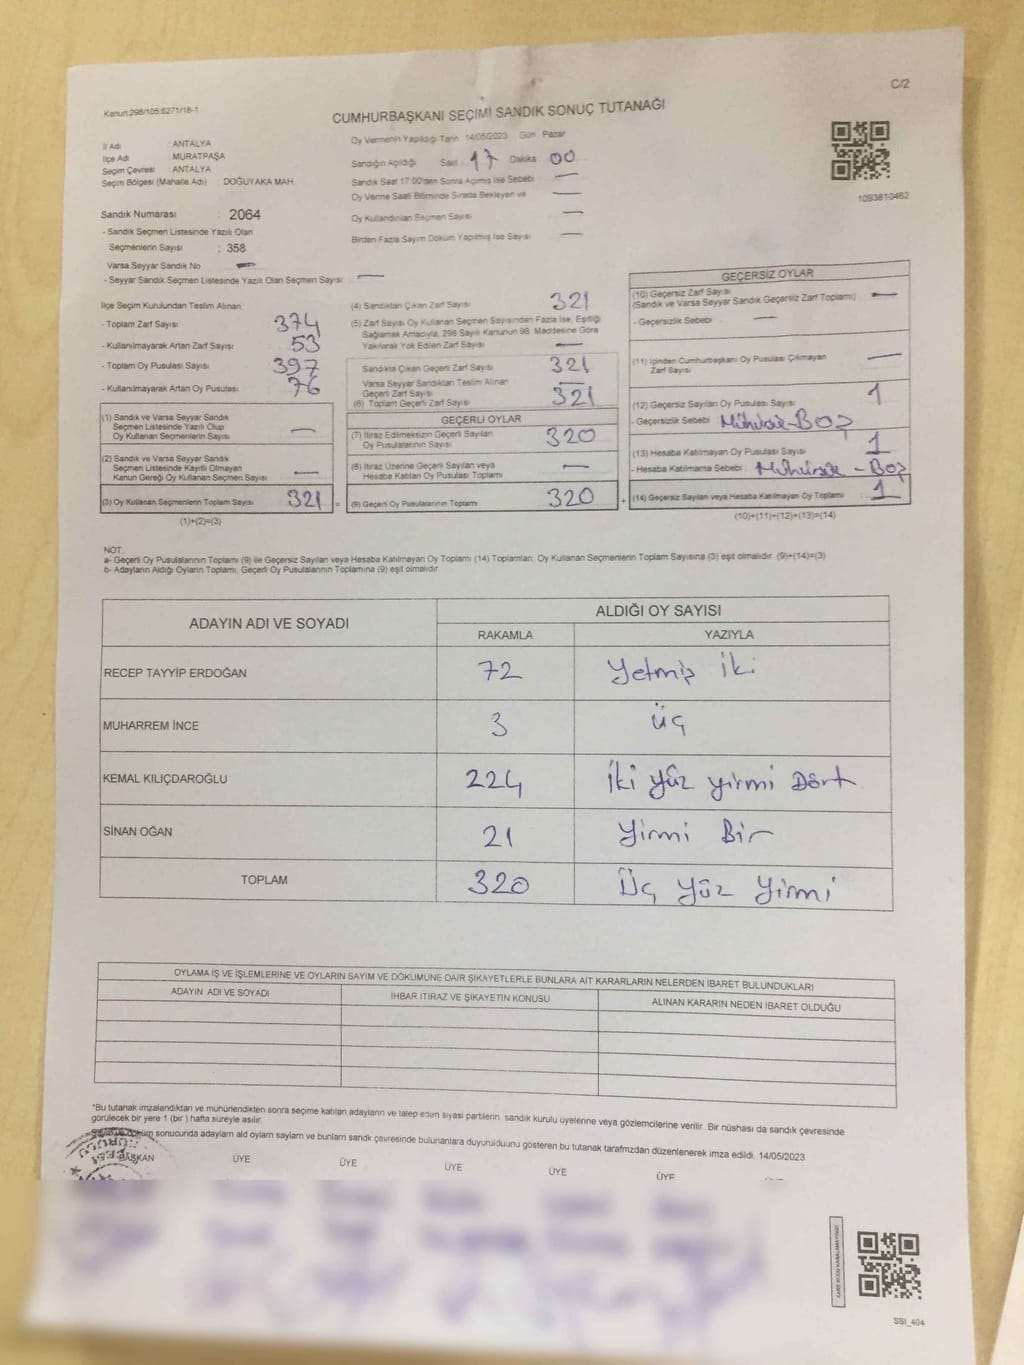 C/2
Kanun:298/105:6271/18-1
CUMHURBAŞKANI SEÇİMİ SANDIK SONUÇ TUTANAĞI
İl Adı : ANTALYA
İlçe Adı : MURATPAŞA
Seçim Çevresi : ANTALYA
Seçim Bölgesi (Mahalle Adı) : DOĞUYAKA MAH.
Sandık Numarası : 2064
- Sandık Seçmen Listesinde Yazılı Olan
Seçmenlerin Sayısı : 358
Varsa Seyyar Sandık No —
- Seyyar Sandık Seçmen Listesinde Yazılı Olan Seçmen Sayısı —
Oy Vermenin Yapıldığı Tarih 14/05/2023 Gün : Pazar
Sandığın Açıldığı Saat 17 Dakika 00
Sandık Saat 17:00'den Sonra Açılmış İse Sebebi —
Oy Verme Saati Bitiminde Sırada Bekleyen ve —
Oy Kullandırılan Seçmen Sayısı —
Birden Fazla Sayım Döküm Yapılmış İse Sayısı —
1093810462
İlçe Seçim Kurulundan Teslim Alınan;
- Toplam Zarf Sayısı 374
- Kullanılmayarak Artan Zarf Sayısı 53
- Toplam Oy Pusulası Sayısı 397
- Kullanılmayarak Artan Oy Pusulası 76
(1) Sandık ve Varsa Seyyar Sandık
Seçmen Listesinde Yazılı Olup
Oy Kullanan Seçmenlerin Sayısı —
(2) Sandık ve Varsa Seyyar Sandık
Seçmen Listesinde Kayıtlı Olmayan
Kanun Gereği Oy Kullanan Seçmen Sayısı —
(3) Oy Kullanan Seçmenlerin Toplam Sayısı 321 =
(1)+(2)=(3)
(4) Sandıktan Çıkan Zarf Sayısı 321
(5) Zarf Sayısı Oy Kullanan Seçmen Sayısından Fazla İse, Eşitliği
Sağlamak Amacıyla, 298 Sayılı Kanunun 98. Maddesine Göre
Yakılarak Yok Edilen Zarf Sayısı —
Sandıkta Çıkan Geçerli Zarf Sayısı 321
Varsa Seyyar Sandıktan Teslim Alınan
Geçerli Zarf Sayısı —
(6) Toplam Geçerli Zarf Sayısı 321
GEÇERLİ OYLAR
(7) İtiraz Edilmeksizin Geçerli Sayılan
Oy Pusulalarının Sayısı 320
(8) İtiraz Üzerine Geçerli Sayılan veya
Hesaba Katılan Oy Pusulası Toplamı —
(9) Geçerli Oy Pusulalarının Toplamı 320 +
GEÇERSİZ OYLAR
(10) Geçersiz Zarf Sayısı
(Sandık ve Varsa Seyyar Sandık Geçersiz Zarf Toplamı) —
- Geçersizlik Sebebi —
(11) İçinden Cumhurbaşkanı Oy Pusulası Çıkmayan
Zarf Sayısı —
(12) Geçersiz Sayılan Oy Pusulası Sayısı 1
- Geçersizlik Sebebi
(13) Hesaba Katılmayan Oy Pusulası Sayısı 1
- Hesaba Katılmama Sebebi
(14) Geçersiz Sayılan veya Hesaba Katılmayan Oy Toplamı 1
(10)+(11)+(12)+(13)=(14)
NOT:
a- Geçerli Oy Pusulalarının Toplamı (9) ile Geçersiz Sayılan veya Hesaba Katılmayan Oy Toplamı (14) Toplamları, Oy Kullanan Seçmenlerin Toplam Sayısına (3) eşit olmalıdır. (9)+(14)=(3)
b- Adayların Aldığı Oyların Toplamı, Geçerli Oy Pusulalarının Toplamına (9) eşit olmalıdır
ADAYIN ADI VE SOYADI
ALDIĞI OY SAYISI
RAKAMLA YAZIYLA
RECEP TAYYİP ERDOĞAN 72 Yetmiş iki
MUHARREM İNCE 3 üç
KEMAL KILIÇDAROĞLU 224 İki yüz yirmi Dört
SİNAN OĞAN 21 Yirmi Bir
TOPLAM 320 Üç Yüz Yirmi
OYLAMA İŞ VE İŞLEMLERİNE VE OYLARIN SAYIM VE DÖKÜMÜNE DAİR ŞİKAYETLERLE BUNLARA AİT KARARLARIN NELERDEN İBARET BULUNDUKLARI
ADAYIN ADI VE SOYADI
İHBAR İTİRAZ VE ŞİKAYETİN KONUSU
ALINAN KARARIN NEDEN İBARET OLDUĞU
*Bu tutanak imzalandıktan ve mühürlendikten sonra seçime katılan adayların ve talep eden siyasi partilerin, sandık kurulu üyelerine veya gözlemcilerine verilir. Bir nüshası da sandık çevresinde
görülecek bir yere 1 (bir) hafta süreyle asılır.
sonucunda adayların ald oyların sayların ve bunların sandık çevresinde bulunanlara duyurulduunu gösteren bu tutanak tarafmzdan düzenlenerek imza edildi. 14/05/2023
BAŞKAN ÜYE ÜYE ÜYE ÜYE ÜYE
SSI_404